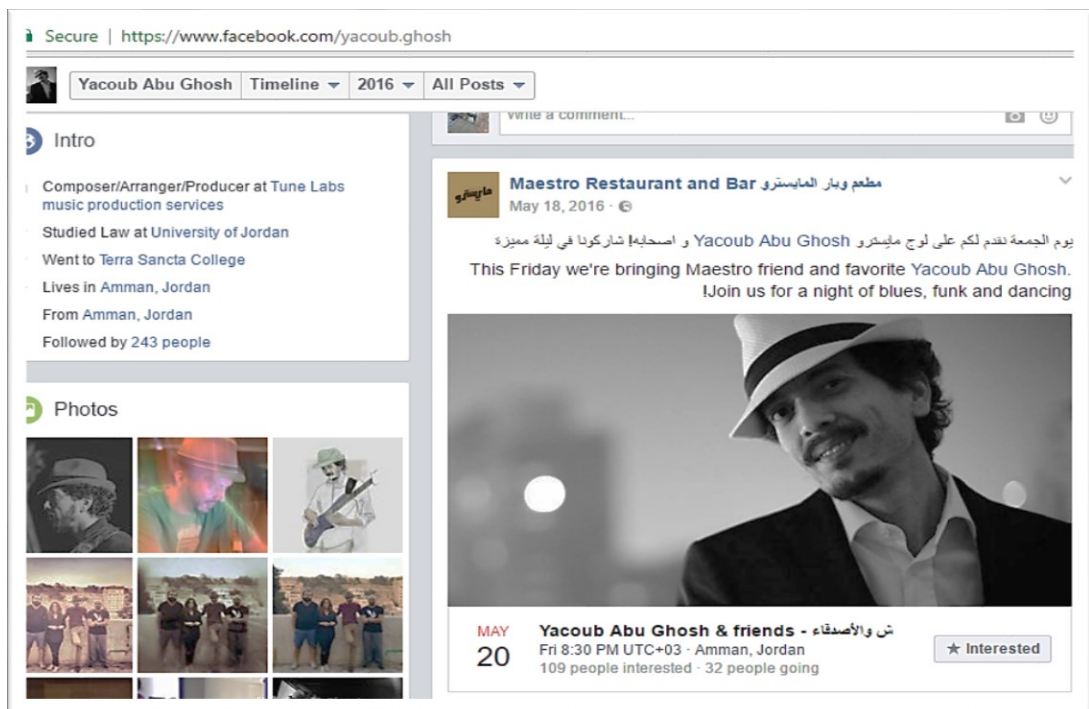 Secure | https://www.facebook.com/yacoub.ghosh
Yacoub Abu Ghosh Timeline 2016 All Posts
Intro
Composer/Arranger/Producer at Tune Labs
music production services
Studied Law at University of Jordan
Went to Terra Sancta College
Lives in Amman, Jordan
From Amman, Jordan
Followed by 243 people
Photos
Write a comment...
مايسترو
Maestro Restaurant and Bar مطعم وبار المايسترو
May 18, 2016
يوم الجمعة نقدم لكم على لوج مايسترو Yacoub Abu Ghosh و اصحابه! شاركونا في ليلة مميزة
This Friday we're bringing Maestro friend and favorite Yacoub Abu Ghosh.
!Join us for a night of blues, funk and dancing
MAY
20
Yacoub Abu Ghosh & friends - ش والأصدقاء
Fri 8:30 PM UTC+03 · Amman, Jordan
109 people interested · 32 people going
Interested